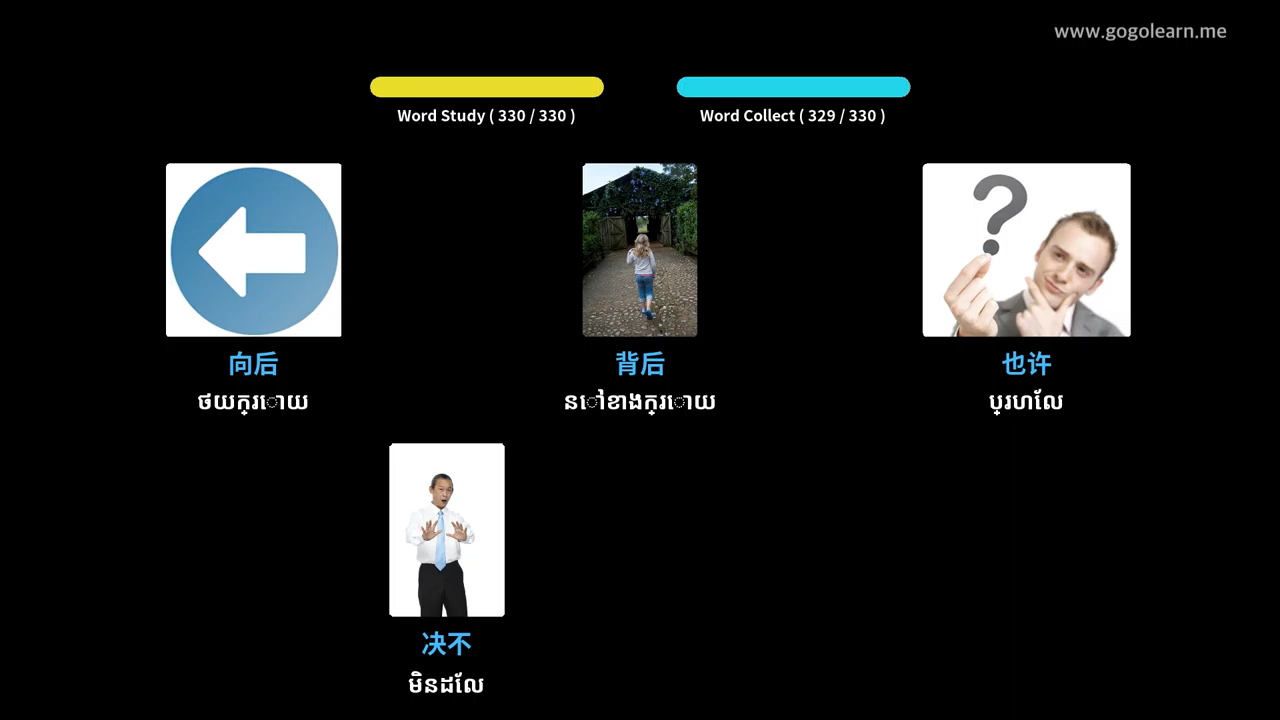 www.gogolearn.me
Word Study ( 330 / 330 )
Word Collect ( 329 / 330 )
向后
ថយក្រោយ
背后
នៅខាងក្រោយ
也许
ប្រហែល
决不
មិនដែល